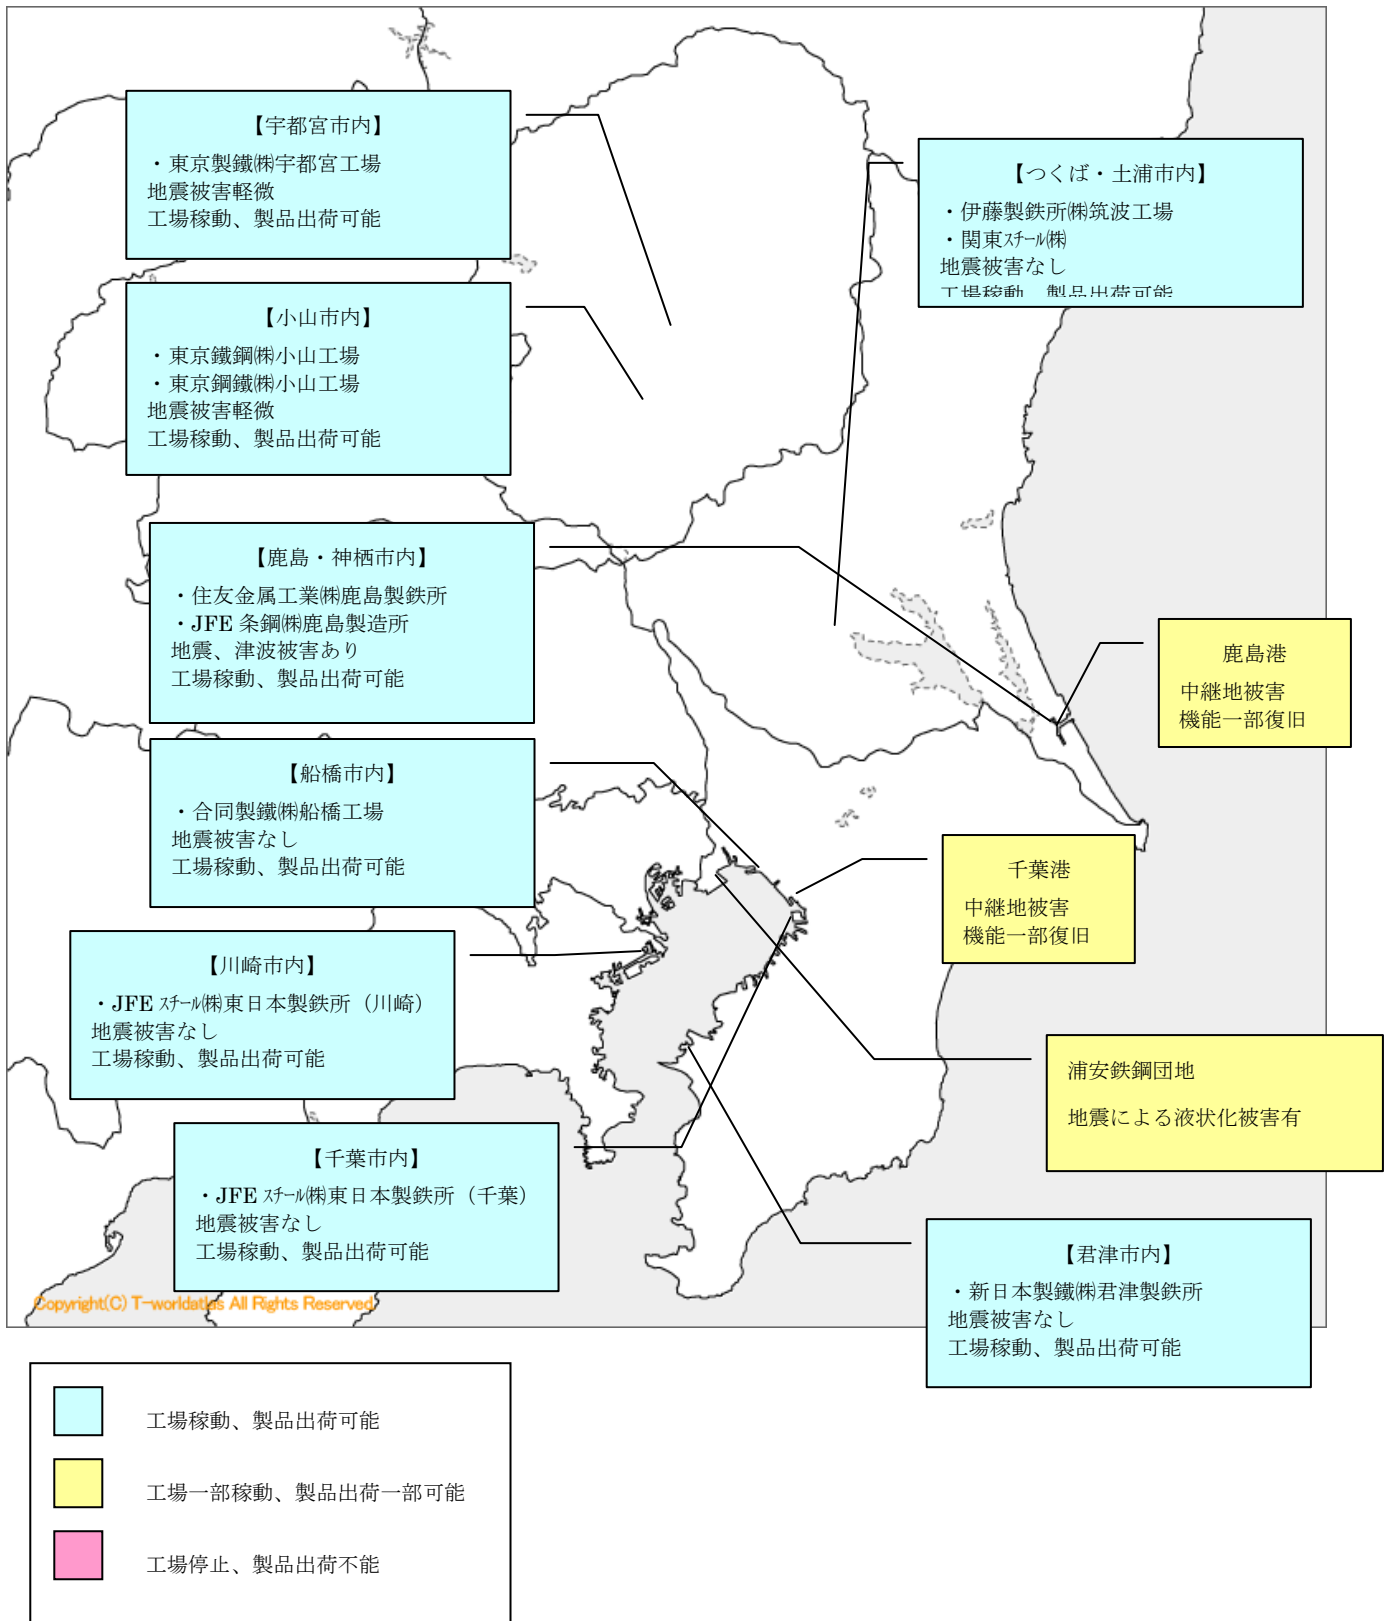 【宇都宮市内】
・東京製鐵㈱宇都宮工場
地震被害軽微
工場稼動、製品出荷可能
【つくば・土浦市内】
・伊藤製鉄所㈱筑波工場
・関東ｽﾁｰﾙ㈱
地震被害なし
工場稼動、製品出荷可能
【小山市内】
・東京鐵鋼㈱小山工場
・東京鋼鐵㈱小山工場
地震被害軽微
工場稼動、製品出荷可能
【鹿島・神栖市内】
・住友金属工業㈱鹿島製鉄所
・JFE 条鋼㈱鹿島製造所
地震、津波被害あり
工場稼動、製品出荷可能
鹿島港
中継地被害
機能一部復旧
【船橋市内】
・合同製鐵㈱船橋工場
地震被害なし
工場稼動、製品出荷可能
千葉港
中継地被害
機能一部復旧
【川崎市内】
・JFE ｽﾁｰﾙ㈱東日本製鉄所（川崎）
地震被害なし
工場稼動、製品出荷可能
浦安鉄鋼団地
地震による液状化被害有
【千葉市内】
・JFE ｽﾁｰﾙ㈱東日本製鉄所（千葉）
地震被害なし
工場稼動、製品出荷可能
【君津市内】
・新日本製鐵㈱君津製鉄所
地震被害なし
工場稼動、製品出荷可能
Copyright(C) T-worldatlas All Rights Reserved
工場稼動、製品出荷可能
工場一部稼動、製品出荷一部可能
工場停止、製品出荷不能